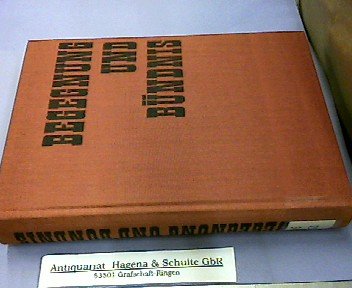 BEGEGNUNG
UND
BÜNDNIS
BEGEGNUNG UND BÜNDNIS
Antiquariat Hagena & Schulte GbR
53501 Grafschaft-Ringen